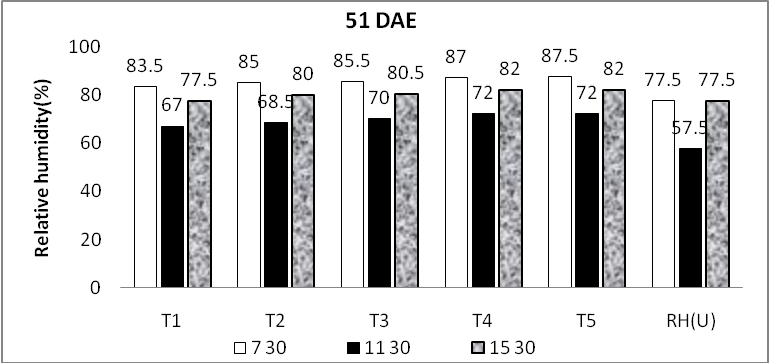 51 DAE
Relative humidity(%)
100
80
60
40
20
0
83.5 67 77.5
85 68.5 80
85.5 70 80.5
87 72 82
87.5 72 82
77.5 57.5 77.5
T1 T2 T3 T4 T5 RH(U)
7 30 11 30 15 30